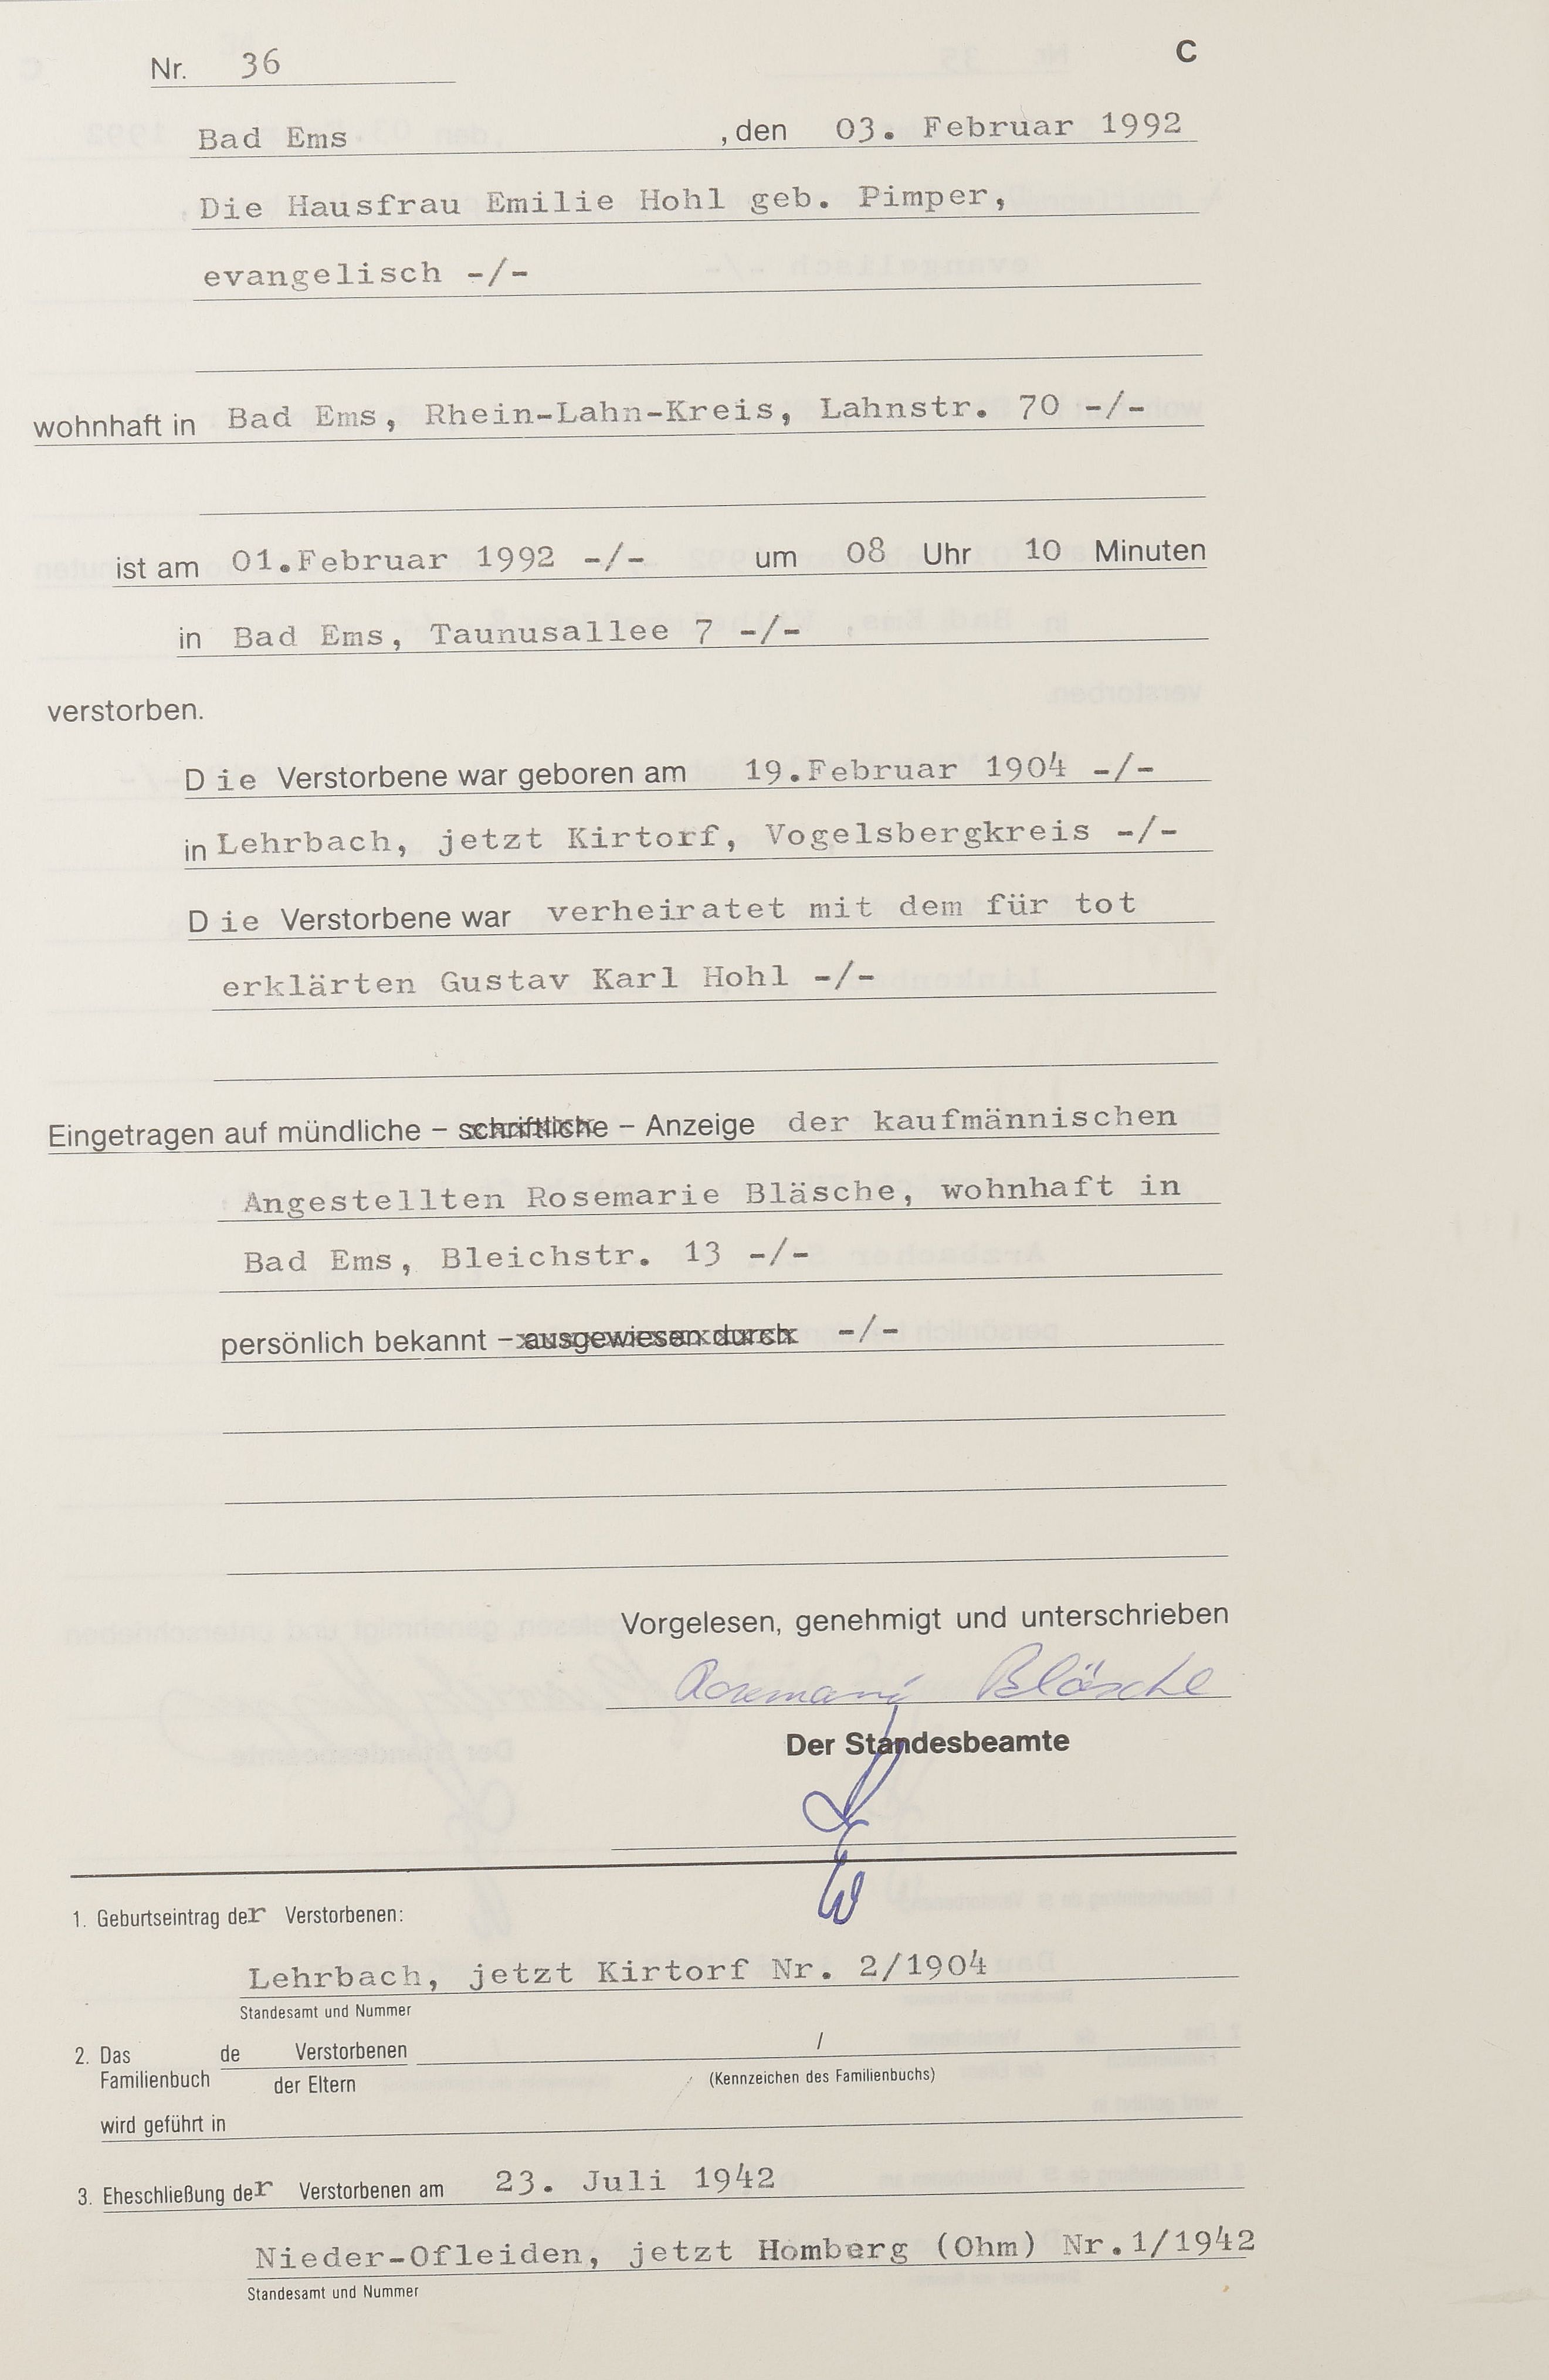 Nr. 36
C
Bad Ems , den 03. Februar 1992
Die Hausfrau Emilie Hohl geb. Pimper,
evangelisch -/-
wohnhaft in Bad Ems, Rhein-Lahn-Kreis, Lahnstr. 70 -/-
ist am 01.Februar 1992 -/- um 08 Uhr 10 Minuten
in Bad Ems, Taunusallee 7 -/-
verstorben.
Die Verstorbene war geboren am 19.Februar 1904 -/-
in Lehrbach, jetzt Kirtorf, Vogelsbergkreis -/-
Die Verstorbene war verheiratet mit dem für tot
erklärten Gustav Karl Hohl -/-
Eingetragen auf mündliche – schriftliche – Anzeige der kaufmännischen
Angestellten Rosemarie Bläsche, wohnhaft in
Bad Ems, Bleichstr. 13 -/-
persönlich bekannt – ausgewiesen durch -/-
Vorgelesen, genehmigt und unterschrieben
Rosemarie Bläsche
Der Standesbeamte
1. Geburtseintrag der Verstorbenen:
Lehrbach, jetzt Kirtorf Nr. 2/1904
Standesamt und Nummer
2. Das de Verstorbenen /
Familienbuch der Eltern (Kennzeichen des Familienbuchs)
wird geführt in
3. Eheschließung der Verstorbenen am 23. Juli 1942
Nieder-Ofleiden, jetzt Homberg (Ohm) Nr.1/1942
Standesamt und Nummer